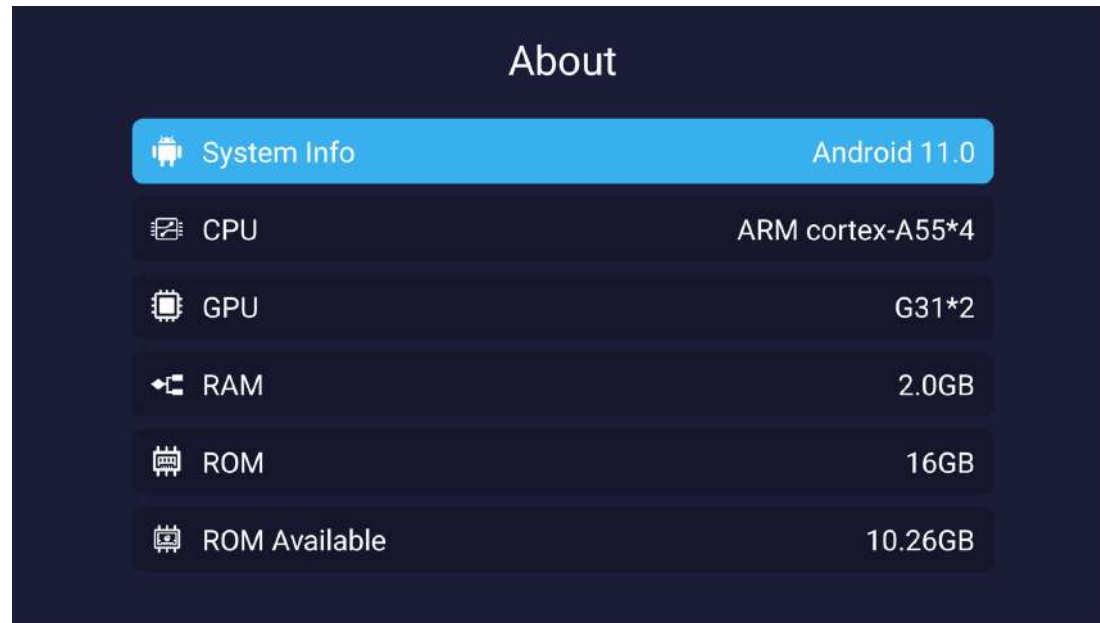 About
System Info Android 11.0
CPU ARM cortex-A55*4
GPU G31*2
RAM 2.0GB
ROM 16GB
ROM Available 10.26GB